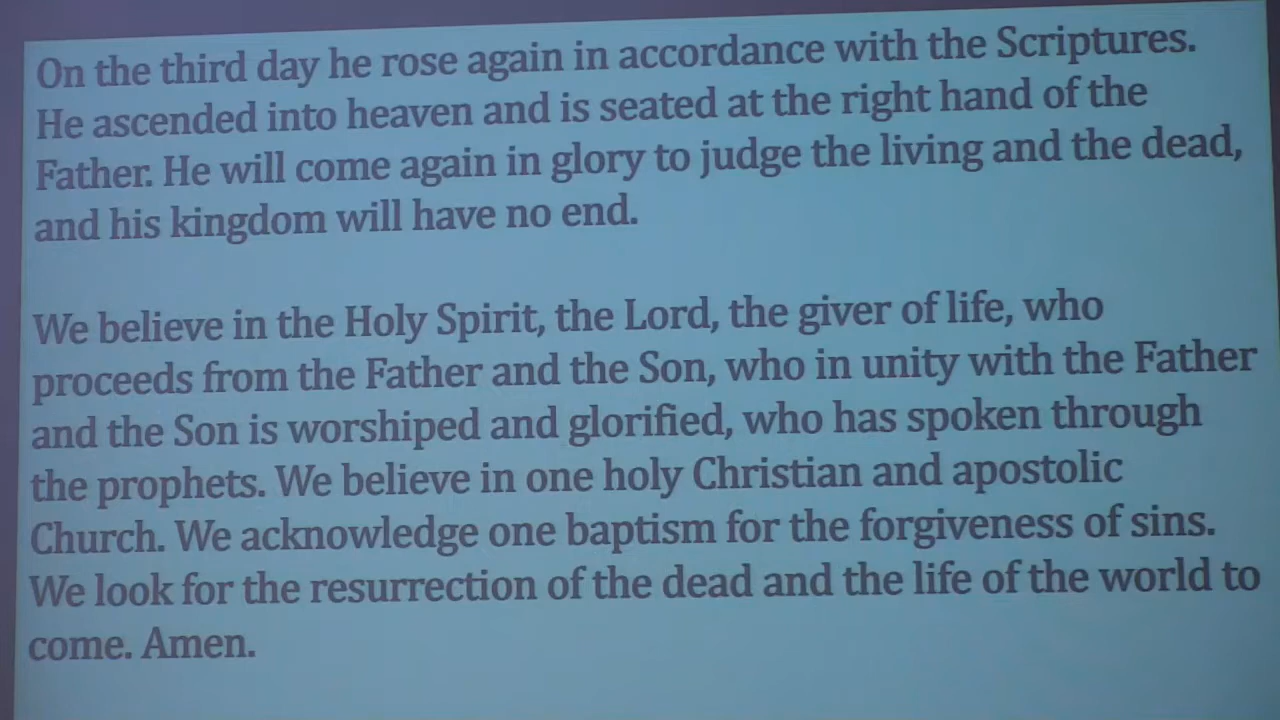 On the third day he rose again in accordance with the Scriptures.
He ascended into heaven and is seated at the right hand of the
Father. He will come again in glory to judge the living and the dead,
and his kingdom will have no end.
We believe in the Holy Spirit, the Lord, the giver of life, who
proceeds from the Father and the Son, who in unity with the Father
and the Son is worshiped and glorified, who has spoken through
the prophets. We believe in one holy Christian and apostolic
Church. We acknowledge one baptism for the forgiveness of sins.
We look for the resurrection of the dead and the life of the world to
come. Amen.